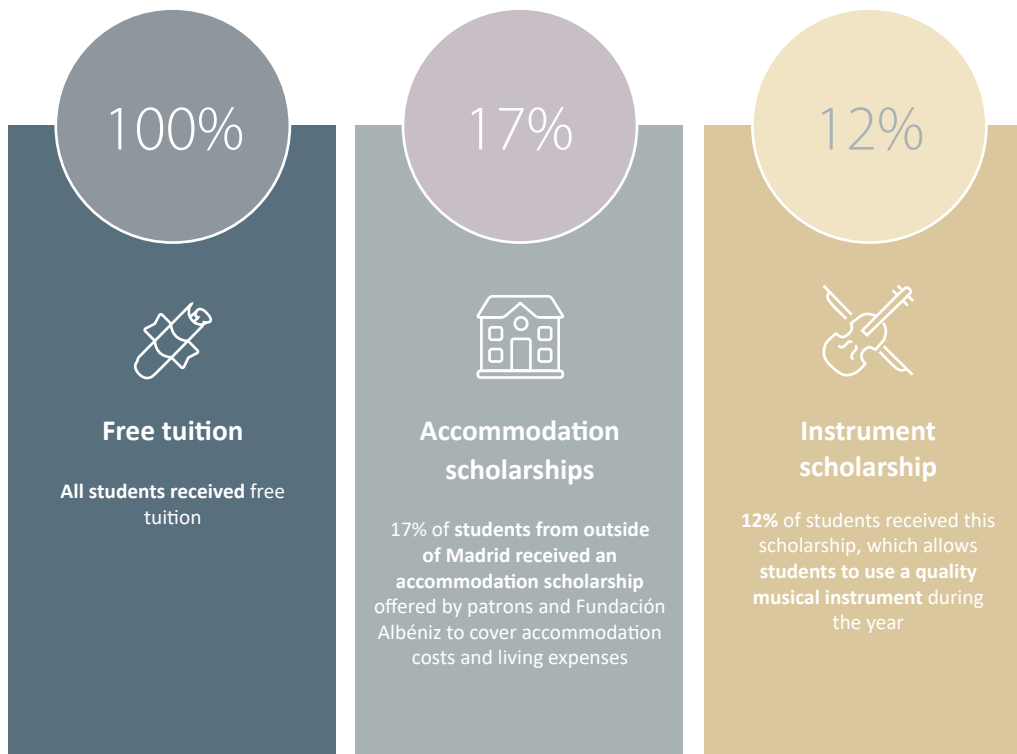 100%
Free tuition
All students received free
tuition
17%
Accommodation
scholarships
17% of students from outside
of Madrid received an
accommodation scholarship
offered by patrons and Fundación
Albéniz to cover accommodation
costs and living expenses
12%
Instrument
scholarship
12% of students received this
scholarship, which allows
students to use a quality
musical instrument during
the year